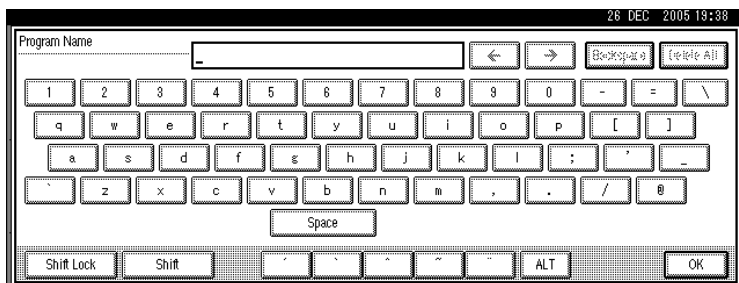 26 DEC 2005 19:38
Program Name
_
← → Backspace Delete All
1 2 3 4 5 6 7 8 9 0 - = \
q w e r t y u i o p [ ]
a s d f g h j k l ; ' _
` z x c v b n m , . / @
Space
Shift Lock Shift ´ ` ^ ~ ¨ ALT OK